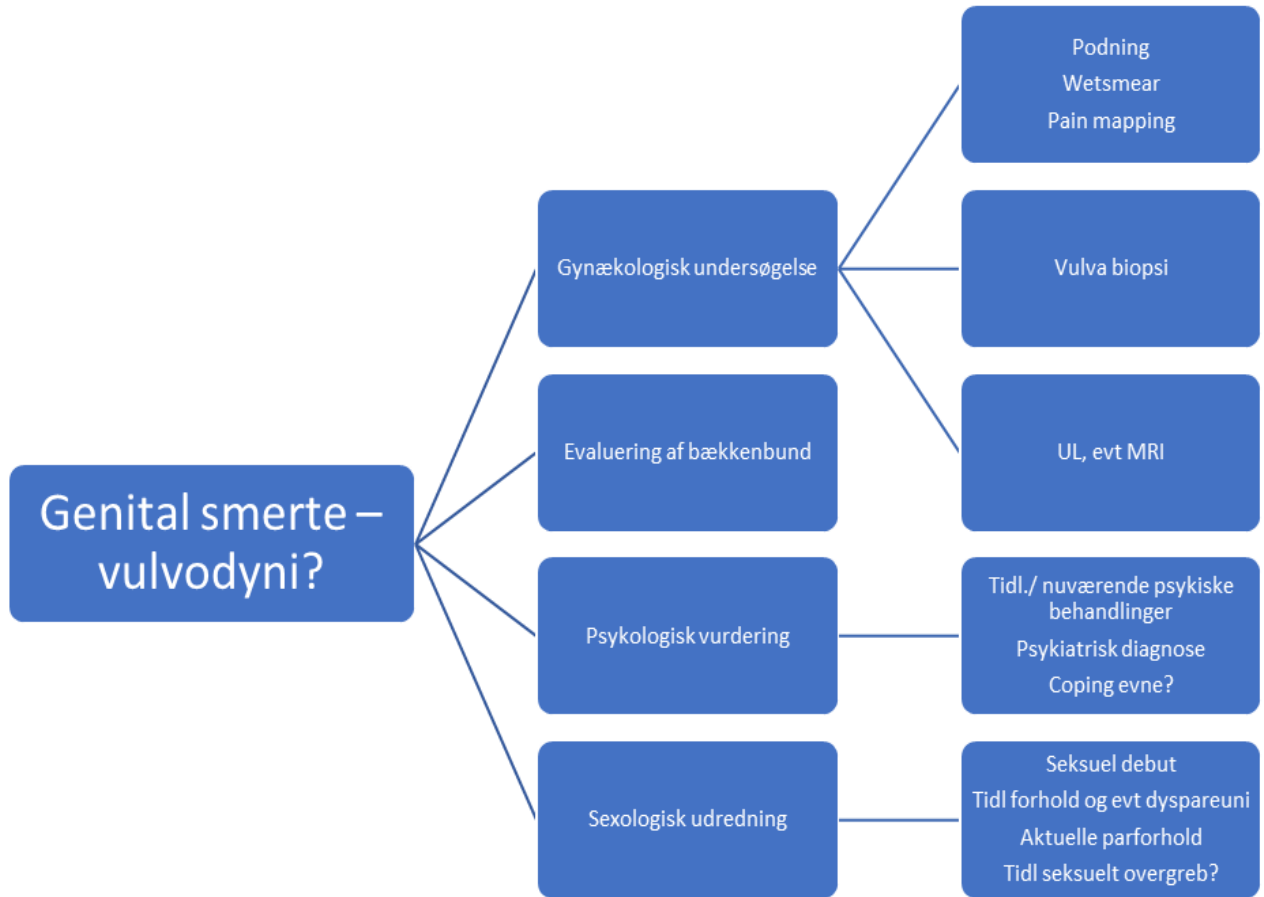 Genital smerte –
vulvodyni?
Gynækologisk undersøgelse
Podning
Wetsmear
Pain mapping
Vulva biopsi
UL, evt MRI
Evaluering af bækkenbund
Psykologisk vurdering
Tidl./ nuværende psykiske
behandlinger
Psykiatrisk diagnose
Coping evne?
Sexologisk udredning
Seksuel debut
Tidl forhold og evt dyspareuni
Aktuelle parforhold
Tidl seksuelt overgreb?